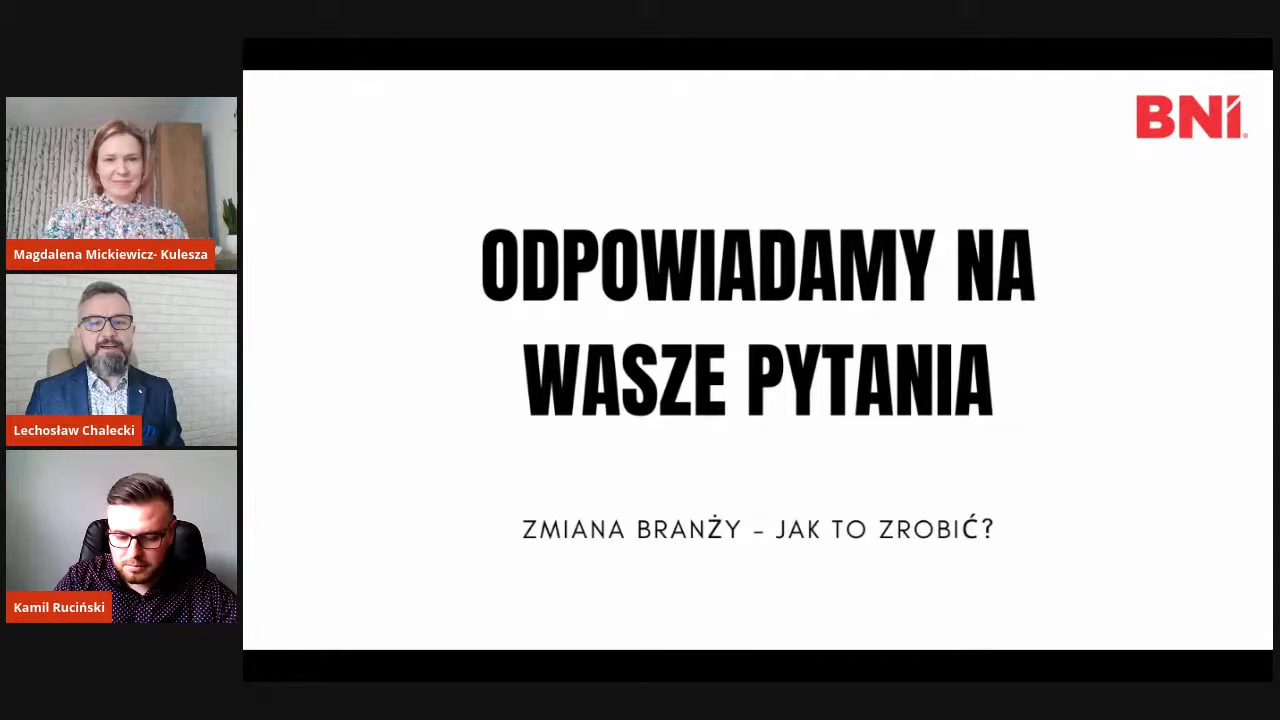 Magdalena Mickiewicz- Kulesza
Lechosław Chalecki
Kamil Ruciński
BNI
ODPOWIADAMY NA
WASZE PYTANIA
ZMIANA BRANŻY – JAK TO ZROBIĆ?